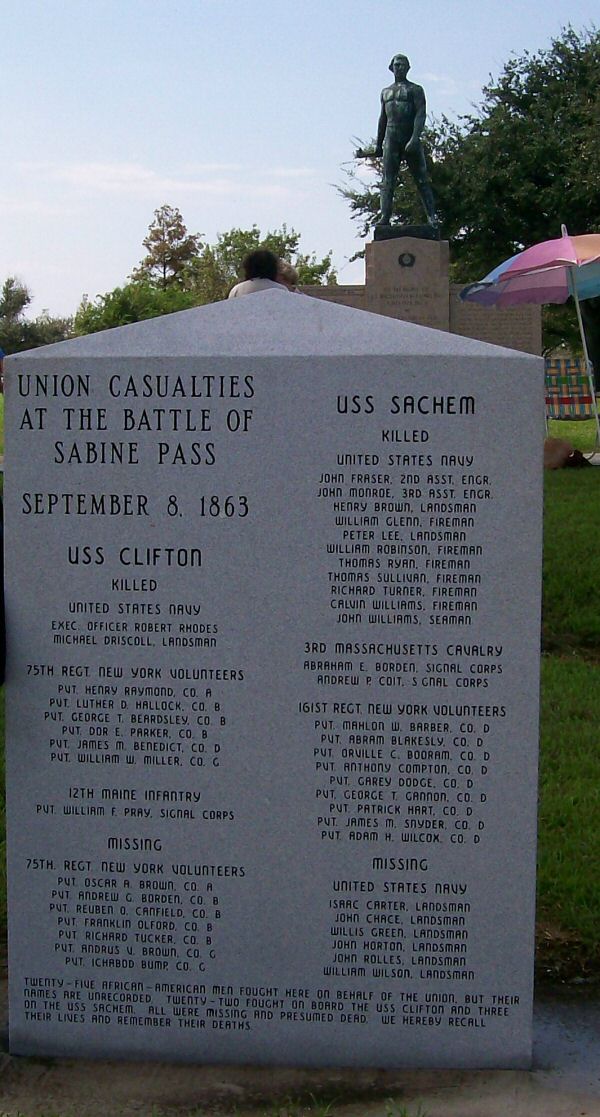 UNION CASUALTIES
AT THE BATTLE OF
SABINE PASS
SEPTEMBER 8, 1863
USS CLIFTON
KILLED
UNITED STATES NAVY
EXEC. OFFICER ROBERT RHODES
MICHAEL DRISCOLL, LANDSMAN
75TH REGT. NEW YORK VOLUNTEERS
PVT. HENRY RAYMOND, CO. A
PVT. LUTHER D. HALLOCK, CO. B
PVT. GEORGE T. BEARDSLEY, CO. B
PVT. DOR E. PARKER, CO. B
PVT. JAMES M. BENEDICT, CO. D
PVT. WILLIAM W. MILLER, CO. G
12TH MAINE INFANTRY
PVT. WILLIAM F. PRAY, SIGNAL CORPS
MISSING
75TH. REGT. NEW YORK VOLUNTEERS
PVT. OSCAR A. BROWN, CO. A
PVT. ANDREW G. BORDEN, CO. B
PVT. REUBEN O. CANFIELD, CO. B
PVT. FRANKLIN OLFORD, CO. B
PVT. RICHARD TUCKER, CO. B
PVT. ANDRUS V. BROWN, CO. G
PVT. ICHABOD BUMP, CO. G
USS SACHEM
KILLED
UNITED STATES NAVY
JOHN FRASER, 2ND ASST. ENGR.
JOHN MONROE, 3RD ASST. ENGR.
HENRY BROWN, LANDSMAN
WILLIAM GLENN, FIREMAN
PETER LEE, LANDSMAN
WILLIAM ROBINSON, FIREMAN
THOMAS RYAN, FIREMAN
THOMAS SULLIVAN, FIREMAN
RICHARD TURNER, FIREMAN
CALVIN WILLIAMS, FIREMAN
JOHN WILLIAMS, SEAMAN
3RD MASSACHUSETTS CAVALRY
ABRAHAM E. BORDEN, SIGNAL CORPS
ANDREW P. COIT, S GNAL CORPS
161ST REGT. NEW YORK VOLUNTEERS
PVT. MAHLON W. BARBER, CO. D
PVT. ABRAM BLAKESLY, CO. D
PVT. ORVILLE C. BOORAM, CO. D
PVT. ANTHONY COMPTON, CO. D
PVT. GAREY DODGE, CO. D
PVT. GEORGE T. GANNON, CO. D
PVT. PATRICK HART, CO. D
PVT. JAMES M. SNYDER, CO. D
PVT. ADAM H. WILCOX, CO. D
MISSING
UNITED STATES NAVY
ISAAC CARTER, LANDSMAN
JOHN CHACE, LANDSMAN
WILLIS GREEN, LANDSMAN
JOHN HORTON, LANDSMAN
JOHN ROLLES, LANDSMAN
WILLIAM WILSON, LANDSMAN
TWENTY-FIVE AFRICAN-AMERICAN MEN FOUGHT HERE ON BEHALF OF THE UNION, BUT THEIR
NAMES ARE UNRECORDED. TWENTY-TWO FOUGHT ON BOARD THE USS CLIFTON AND THREE
ON THE USS SACHEM. ALL WERE MISSING AND PRESUMED DEAD. WE HEREBY RECALL
THEIR LIVES AND REMEMBER THEIR DEATHS.